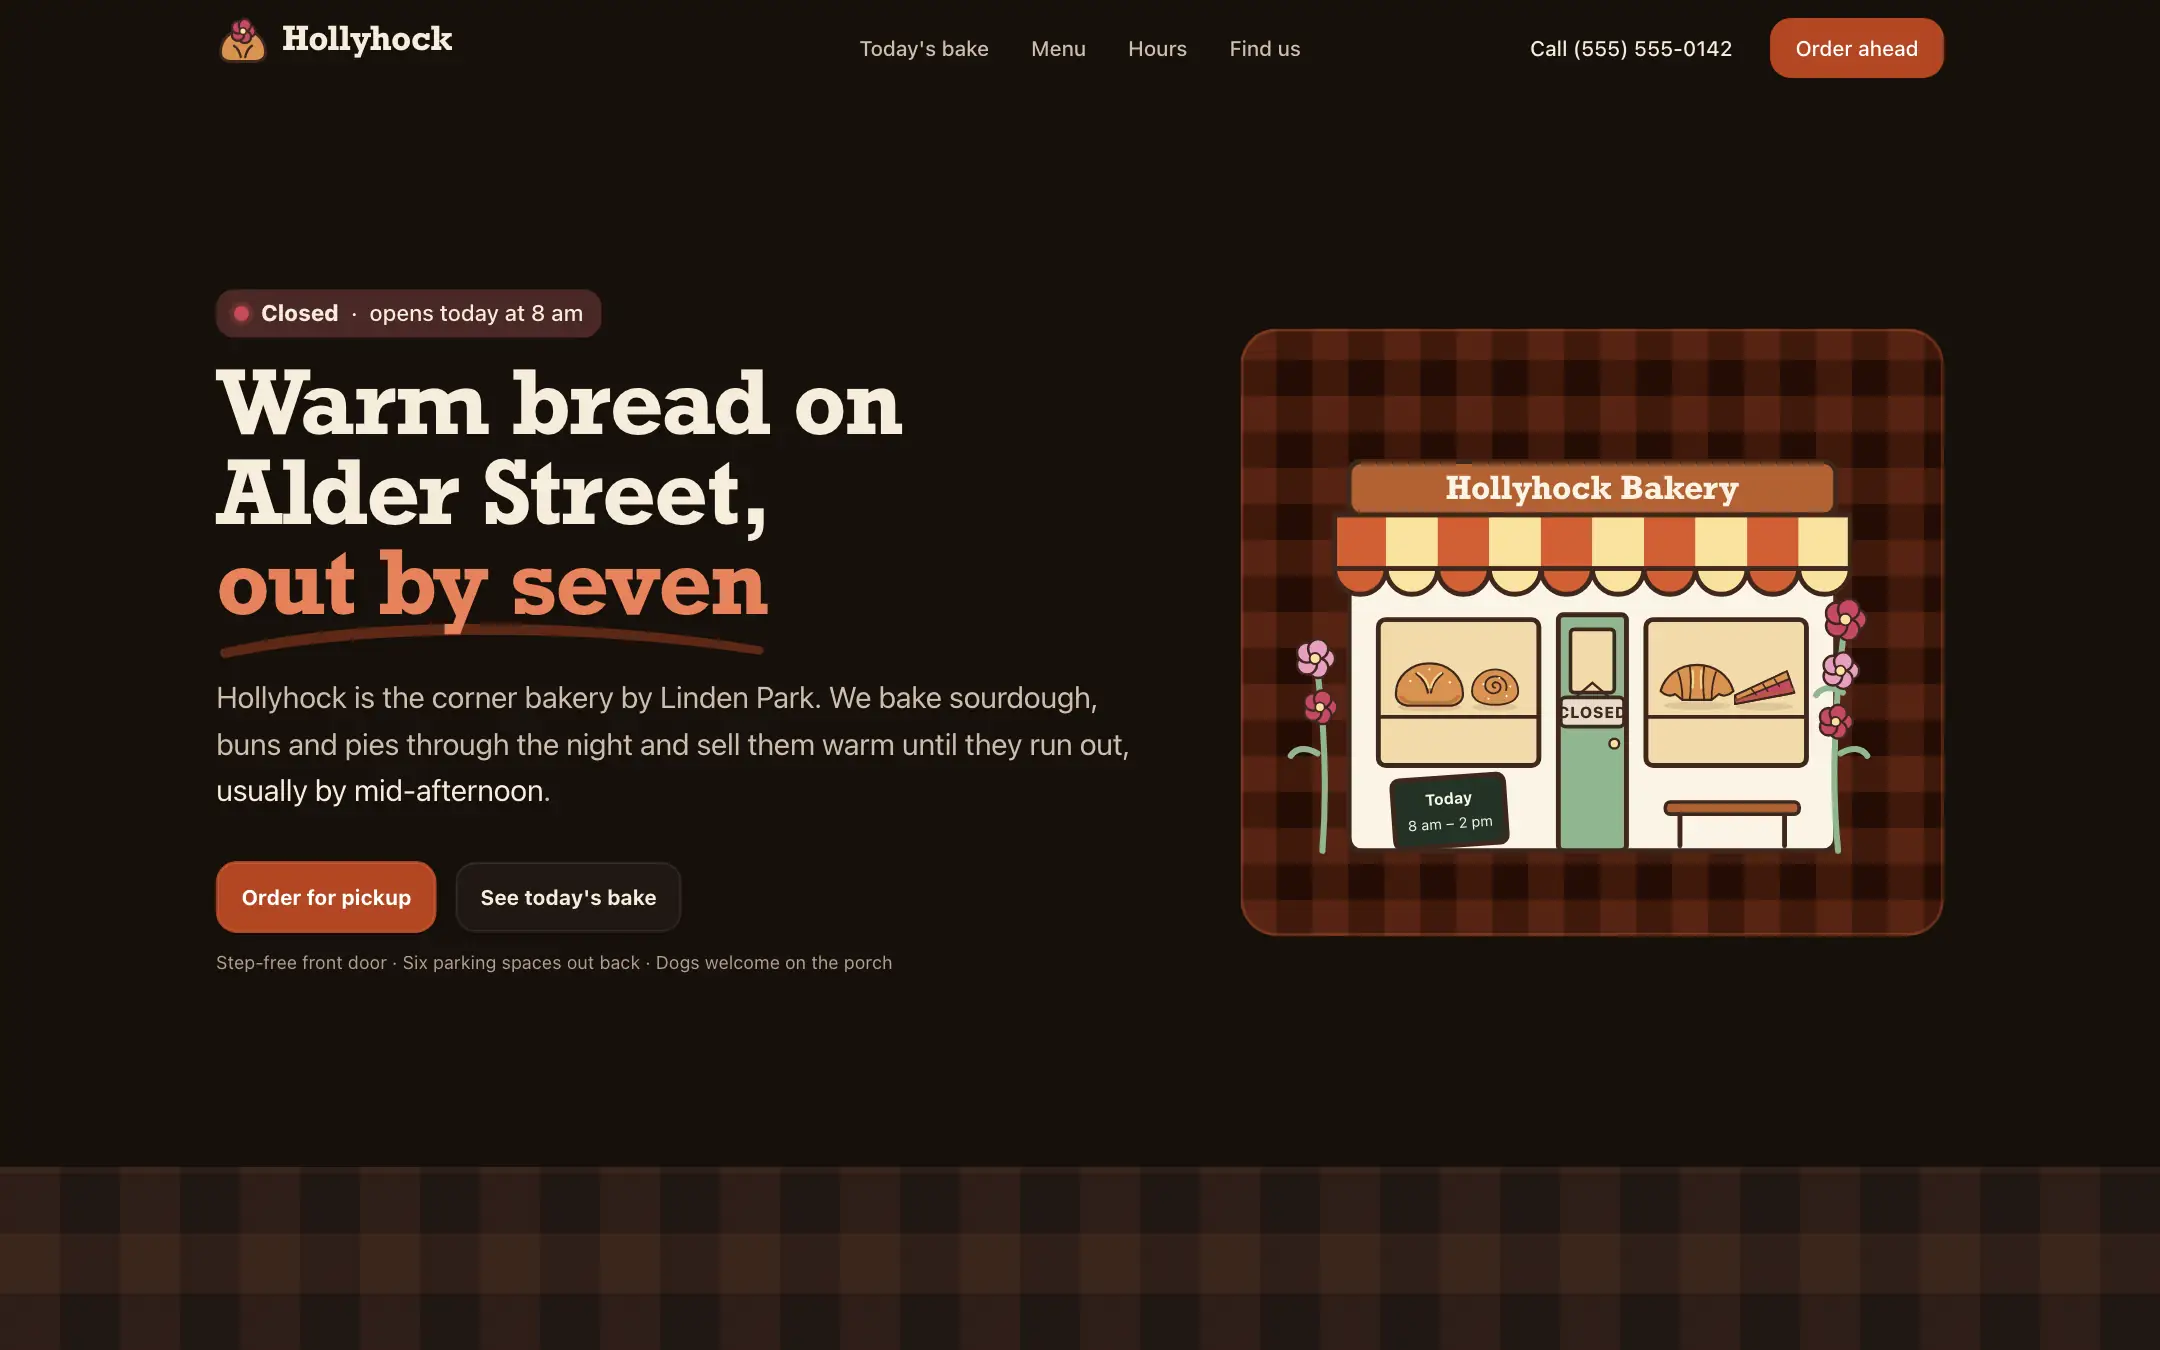 Hollyhock
Today's bake
Menu
Hours
Find us
Call (555) 555-0142
Order ahead
Closed · opens today at 8 am
Warm bread on
Alder Street,
out by seven
Hollyhock is the corner bakery by Linden Park. We bake sourdough,
buns and pies through the night and sell them warm until they run out,
usually by mid-afternoon.
Order for pickup
See today's bake
Step-free front door · Six parking spaces out back · Dogs welcome on the porch
Hollyhock Bakery
CLOSED
Today
8 am – 2 pm